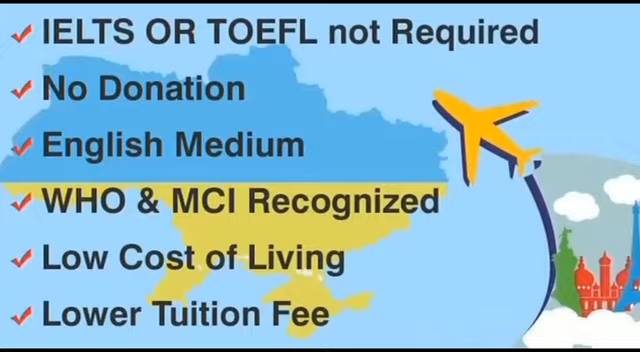 IELTS OR TOEFL not Required
No Donation
English Medium
WHO & MCI Recognized
Low Cost of Living
Lower Tuition Fee